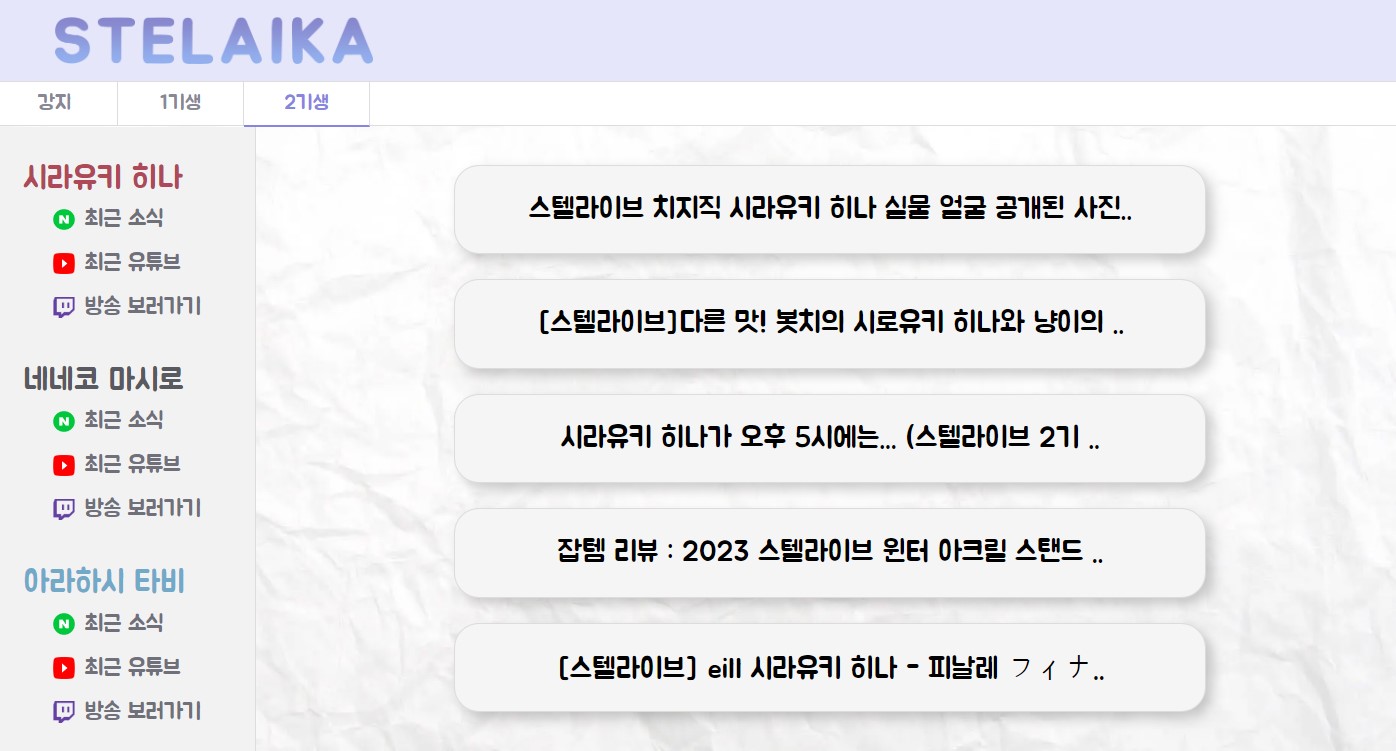 STELAIKA
강지
1기생
2기생
시라유키 히나
최근 소식
최근 유튜브
방송 보러가기
네네코 마시로
최근 소식
최근 유튜브
방송 보러가기
아라하시 타비
최근 소식
최근 유튜브
방송 보러가기
스텔라이브 치지직 시라유키 히나 실물 얼굴 공개된 사진..
[스텔라이브]다른 맛! 봇치의 시로유키 히나와 냥이의 ..
시라유키 히나가 오후 5시에는... (스텔라이브 2기 ..
잡템 리뷰 : 2023 스텔라이브 윈터 아크릴 스탠드 ..
[스텔라이브] eill 시라유키 히나 - 피날레 フィナ..